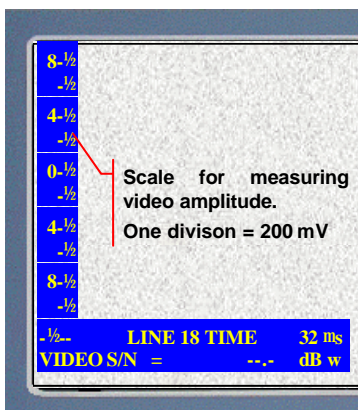 8-½
-½
4-½
-½
0-½
-½
4-½
-½
8-½
-½
Scale for measuring
video amplitude.
One divison = 200 mV
-½-- LINE 18 TIME 32 ms
VIDEO S/N = --.- dB w